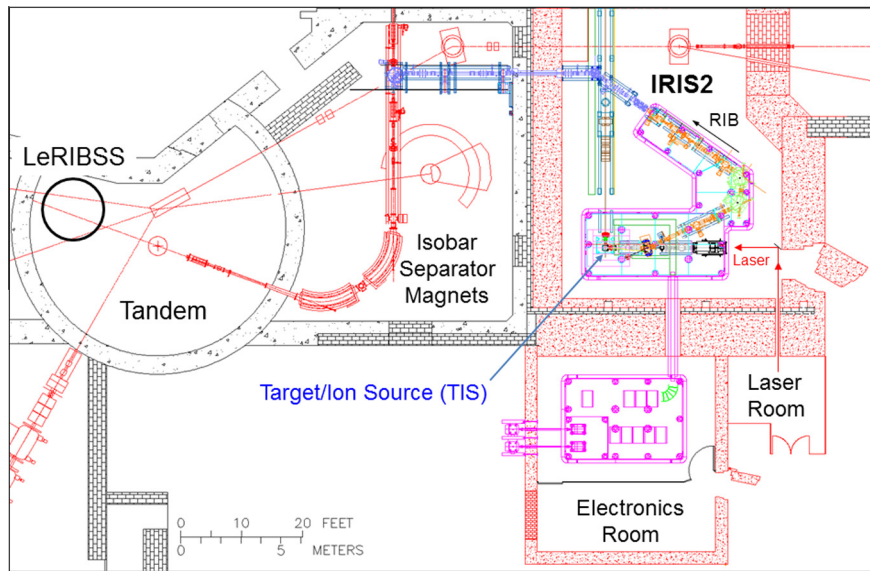 IRIS2
RIB
LeRIBSS
Isobar
Separator
Magnets
Laser
Tandem
Target/Ion Source (TIS)
Laser
Room
Electronics
Room
0 10 20 FEET
0 5 METERS